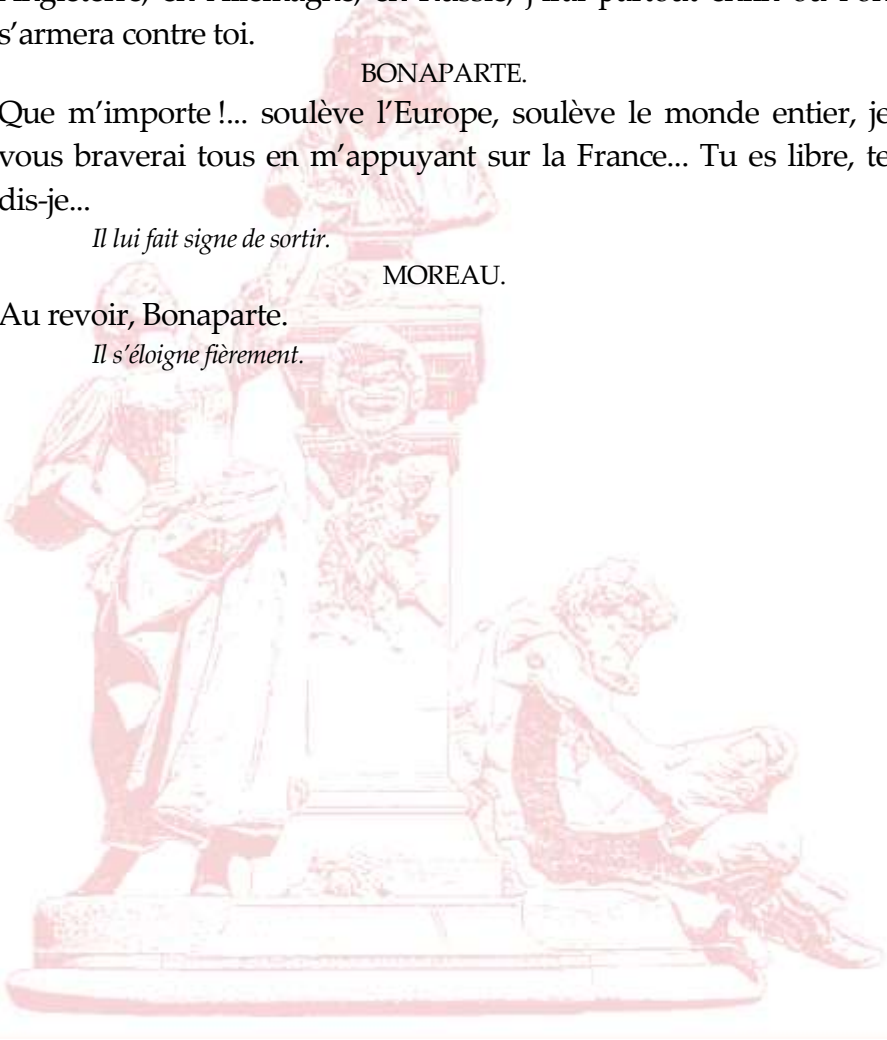 s’armera contre toi.
BONAPARTE.
Que m’importe !... soulève l’Europe, soulève le monde entier, je
vous braverai tous en m’appuyant sur la France... Tu es libre, te
dis-je...
Il lui fait signe de sortir.
MOREAU.
Au revoir, Bonaparte.
Il s’éloigne fièrement.